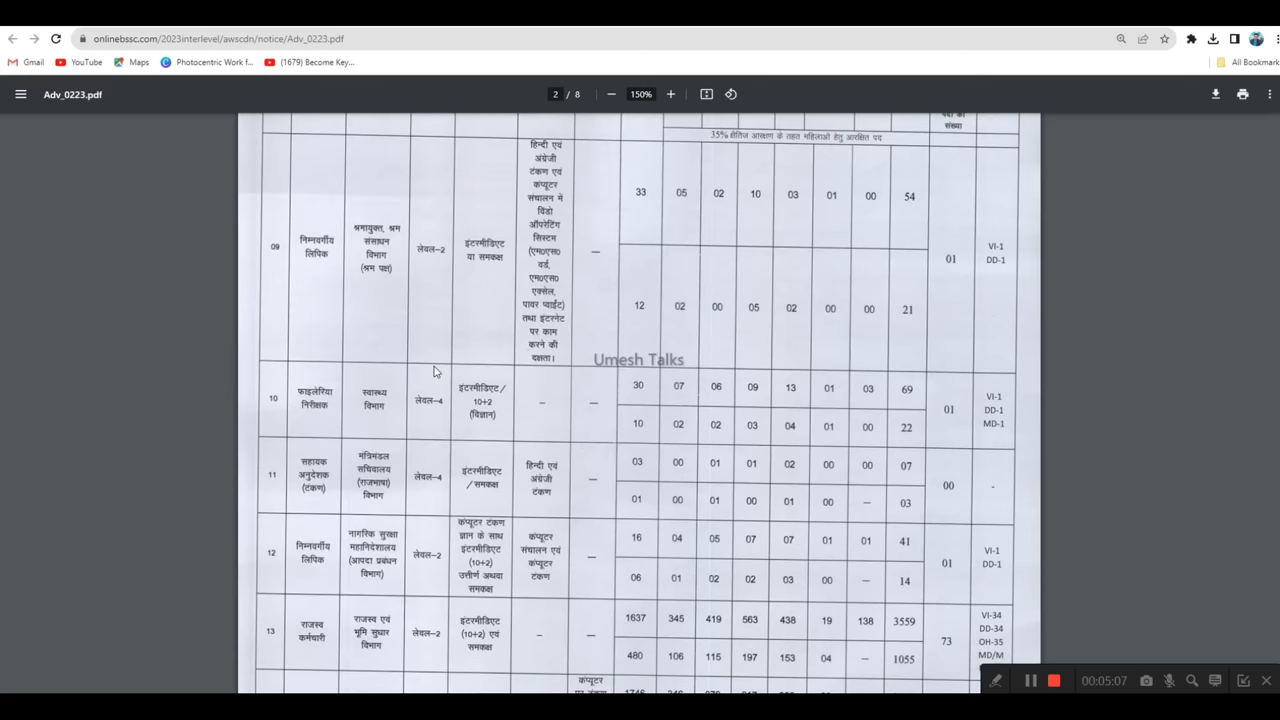 onlinebssc.com/2023interlevel/awscdn/notice/Adv_0223.pdf
Gmail YouTube Maps Photocentric Work f... (1679) Become Key... All Bookmark
Adv_0223.pdf 2 / 8 150%
संख्या
35% क्षैतिज आरक्षण के तहत महिलाओं हेतु आरक्षित पद
09
निम्नवर्गीय
लिपिक
श्रमायुक्त, श्रम
संसाधन
विभाग
(श्रम पक्ष)
लेवल–2
इंटरमीडिएट
या समकक्ष
हिन्दी एवं
अंग्रेजी
टंकण एवं
कंप्यूटर
संचालन में
विंडो
ऑपरेटिंग
सिस्टम
(एम०एस०
वर्ड,
एम०एस०
एक्सेल,
पावर प्वाईंट)
तथा इंटरनेट
पर काम
करने की
दक्षता।
—
33 05 02 10 03 01 00 54
12 02 00 05 02 00 00 21
01
VI-1
DD-1
Umesh Talks
10
फाइलेरिया
निरीक्षक
स्वास्थ्य
विभाग
लेवल–4
इंटरमीडिएट/
10+2
(विज्ञान)
–
—
30 07 06 09 13 01 03 69
10 02 02 03 04 01 00 22
01
VI-1
DD-1
MD-1
11
सहायक
अनुदेशक
(टंकण)
मंत्रिमंडल
सचिवालय
(राजभाषा)
विभाग
लेवल–4
इंटरमीडिएट
/समकक्ष
हिन्दी एवं
अंग्रेजी
टंकण
—
03 00 01 01 02 00 00 07
01 00 01 00 01 00 — 03
00
-
12
निम्नवर्गीय
लिपिक
नागरिक सुरक्षा
महानिदेशालय
(आपदा प्रबंधन
विभाग)
लेवल–2
कंप्यूटर टंकण
ज्ञान के साथ
इंटरमीडिएट
(10+2)
उत्तीर्ण अथवा
समकक्ष
कंप्यूटर
संचालन एवं
कंप्यूटर
टंकण
—
16 04 05 07 07 01 01 41
06 01 02 02 03 00 — 14
01
VI-1
DD-1
13
राजस्व
कर्मचारी
राजस्व एवं
भूमि सुधार
विभाग
लेवल–2
इंटरमीडिएट
(10+2) एवं
समकक्ष
–
—
1637 345 419 563 438 19 138 3559
480 106 115 197 153 04 — 1055
73
VI-34
DD-34
OH-35
MD/M
कंप्यूटर
00:05:07